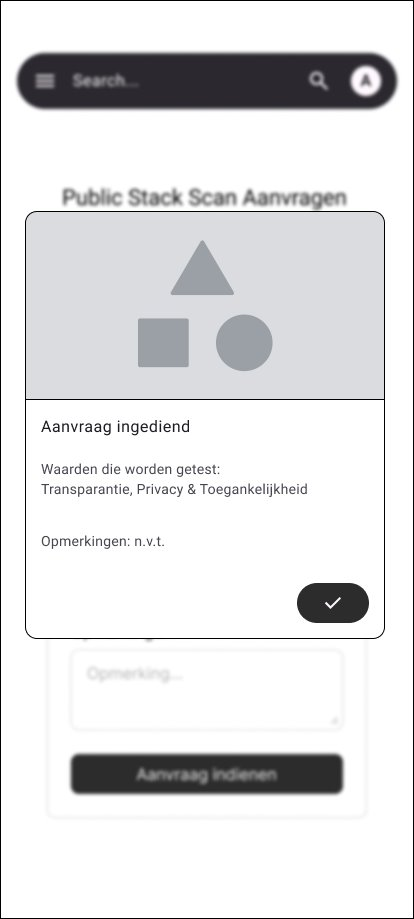 Search...
A
Public Stack Scan Aanvragen
Aanvraag ingediend
Waarden die worden getest:
Transparantie, Privacy & Toegankelijkheid
Opmerkingen: n.v.t.
Opmerking...
Aanvraag indienen